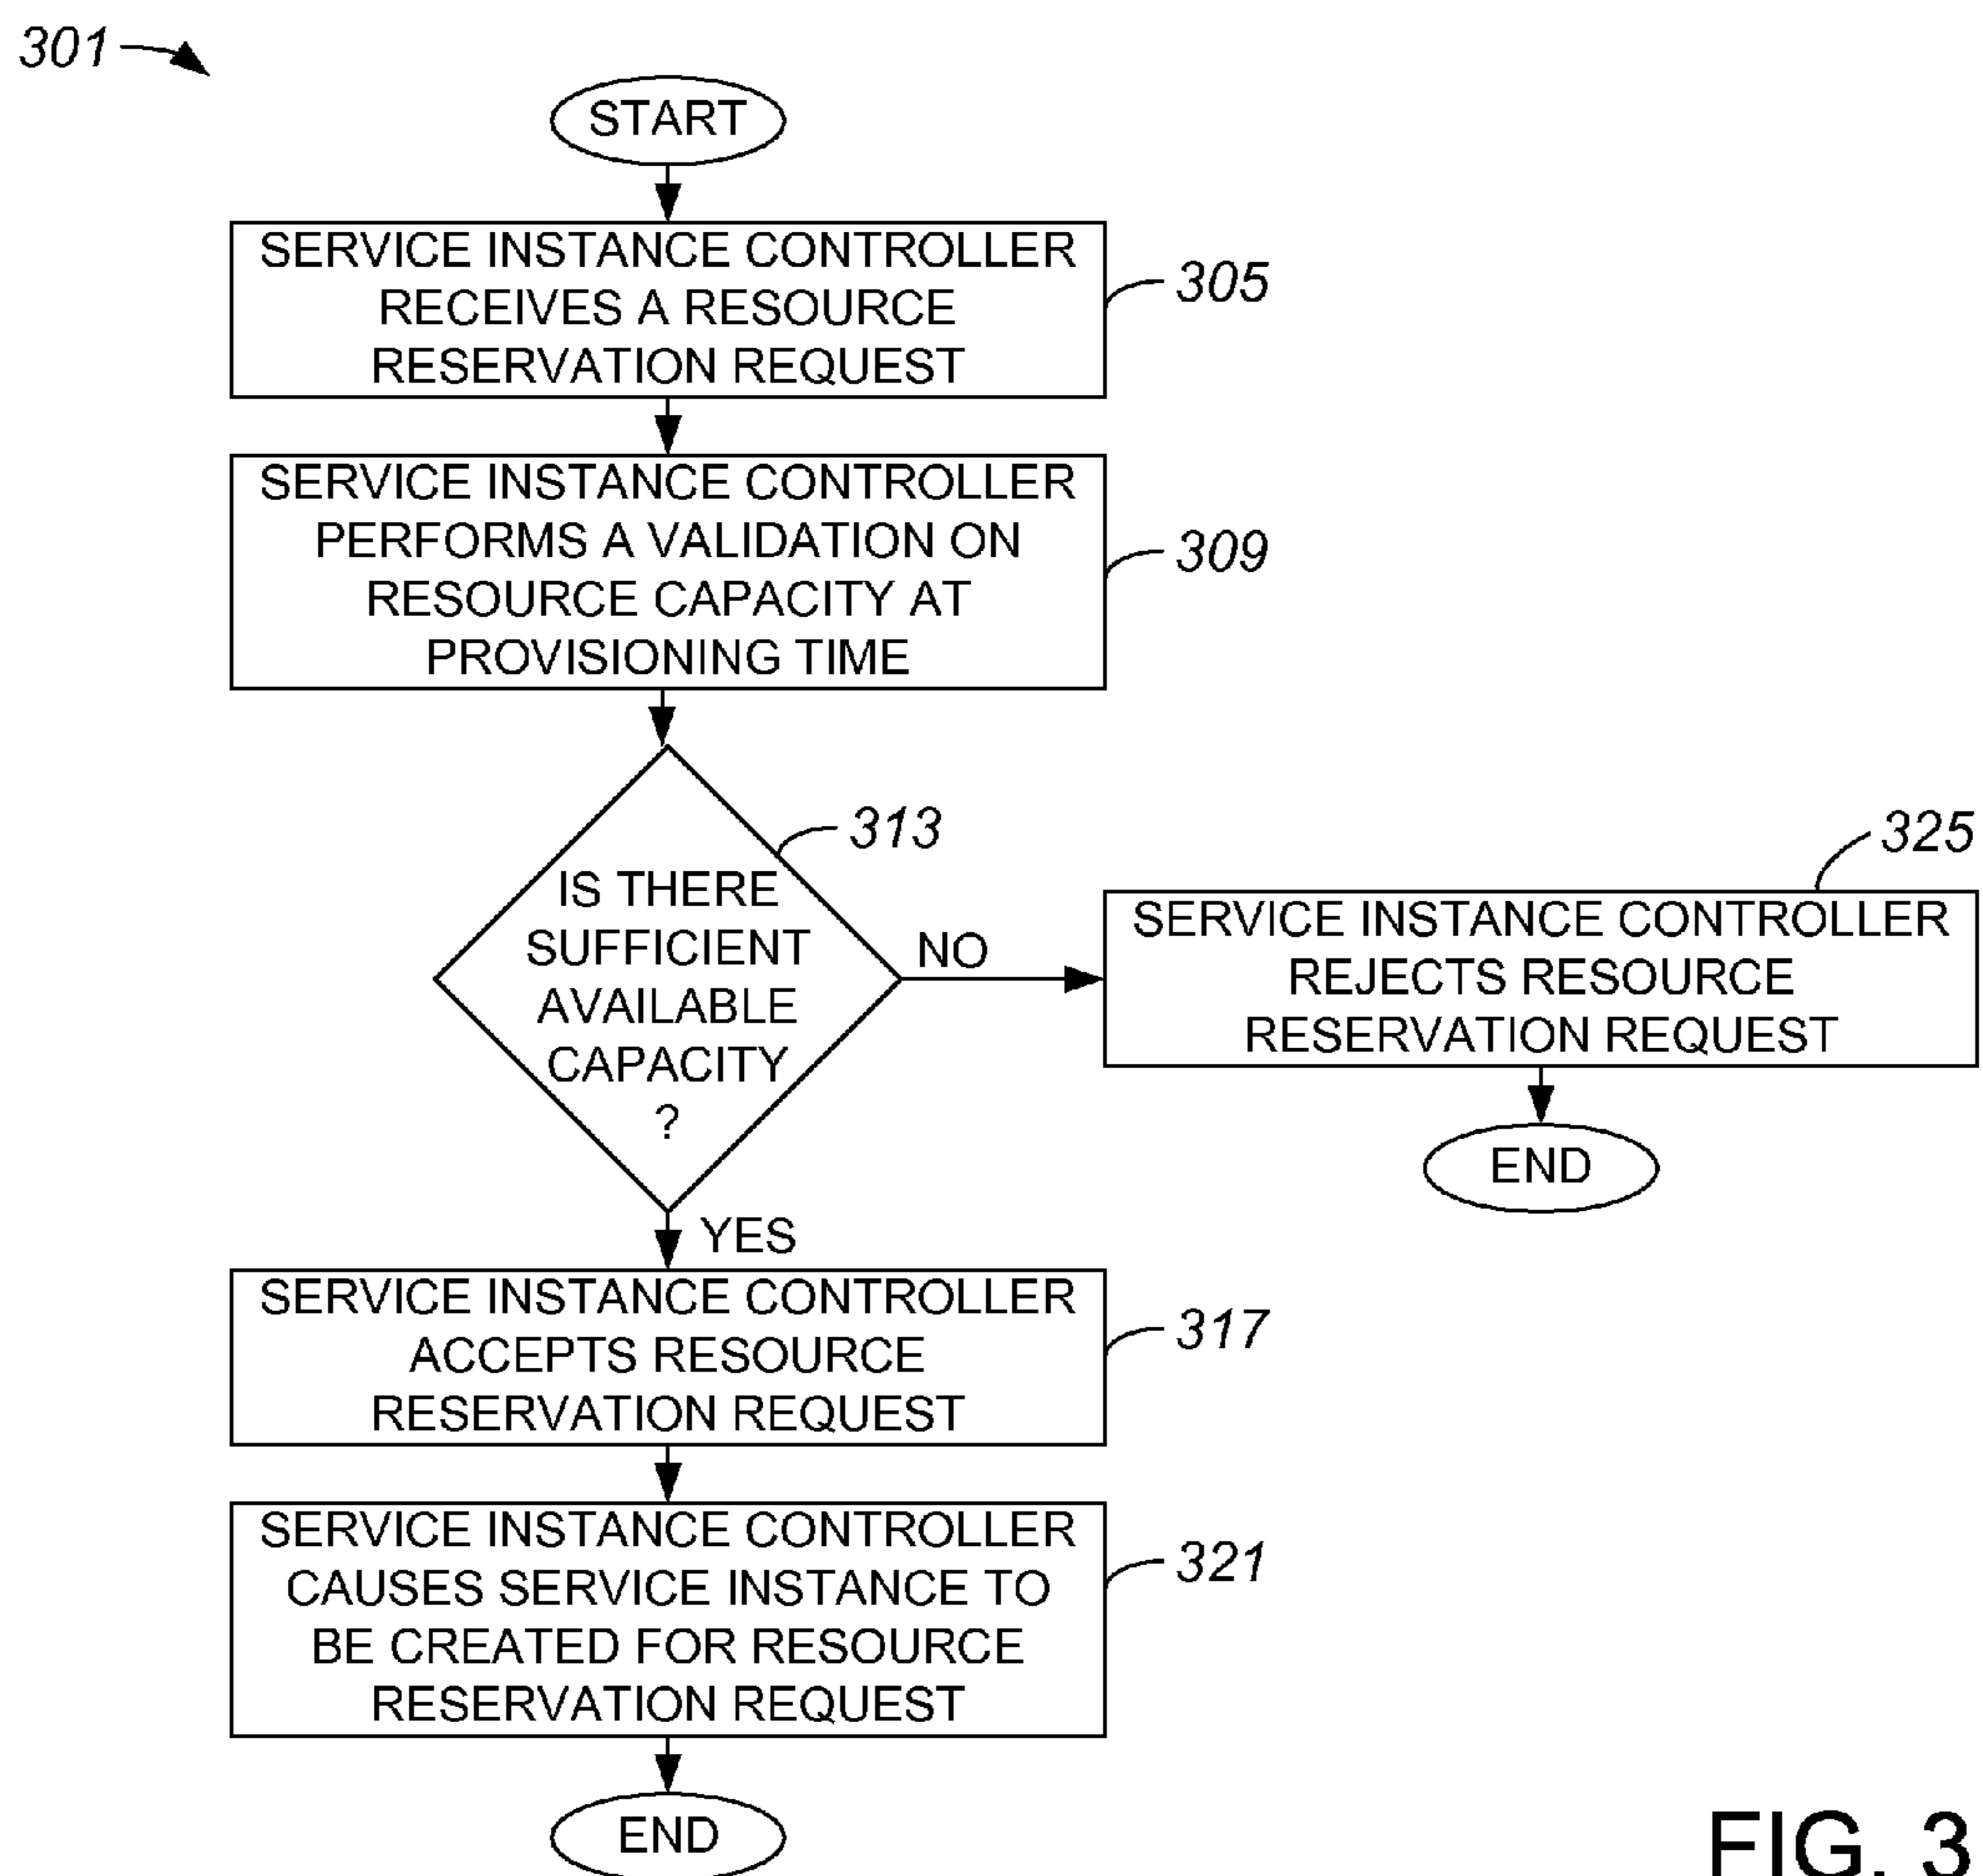 301
START
SERVICE INSTANCE CONTROLLER
RECEIVES A RESOURCE
RESERVATION REQUEST
305
SERVICE INSTANCE CONTROLLER
PERFORMS A VALIDATION ON
RESOURCE CAPACITY AT
PROVISIONING TIME
309
313
IS THERE
SUFFICIENT
AVAILABLE
CAPACITY
?
NO
325
SERVICE INSTANCE CONTROLLER
REJECTS RESOURCE
RESERVATION REQUEST
END
YES
SERVICE INSTANCE CONTROLLER
ACCEPTS RESOURCE
RESERVATION REQUEST
317
SERVICE INSTANCE CONTROLLER
CAUSES SERVICE INSTANCE TO
BE CREATED FOR RESOURCE
RESERVATION REQUEST
321
END
FIG. 3